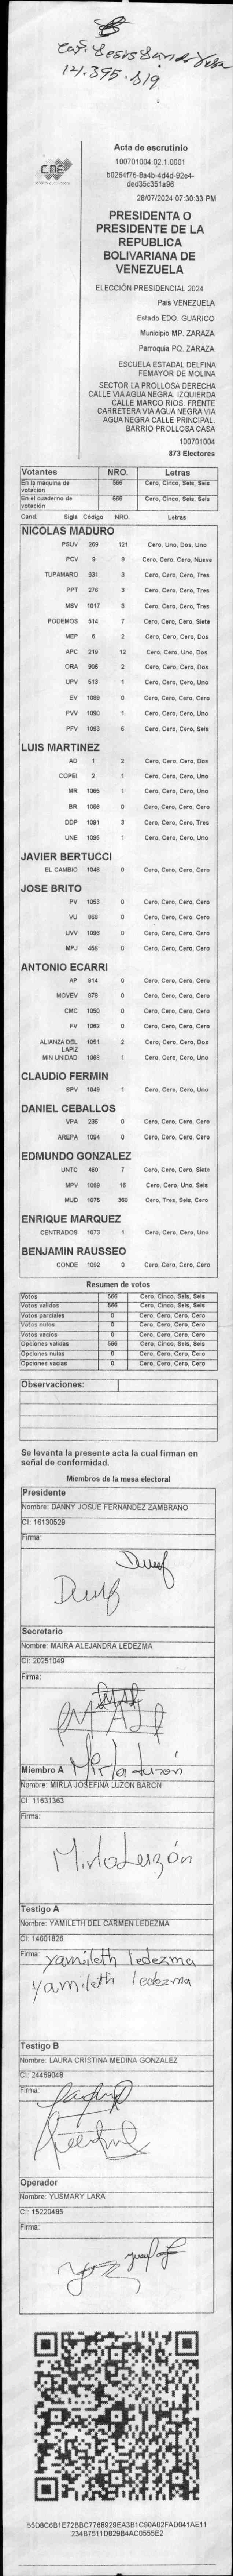 14.395.819
Acta de escrutinio
100701004.02.1.0001
b0264f76-8a4b-4d4d-92e4-
ded35c351a96
28/07/2024 07:30:33 PM
CNE
PRESIDENTA O
PRESIDENTE DE LA
REPUBLICA
BOLIVARIANA DE
VENEZUELA
ELECCIÓN PRESIDENCIAL 2024
Pais VENEZUELA
Estado EDO. GUARICO
Municipio MP. ZARAZA
Parroquia PQ. ZARAZA
ESCUELA ESTADAL DELFINA
FEMAYOR DE MOLINA
SECTOR LA PROLLOSA DERECHA
CALLE VIA AGUA NEGRA. IZQUIERDA
CALLE MARCO RIOS. FRENTE
CARRETERA VIA AGUA NEGRA VIA
AGUA NEGRA CALLE PRINCIPAL.
BARRIO PROLLOSA CASA
100701004
873 Electores
Votantes NRO. Letras
En la máquina de votación 566 Cero, Cinco, Seis, Seis
En el cuaderno de votación 566 Cero, Cinco, Seis, Seis
Cand. Sigla Código NRO. Letras
NICOLAS MADURO
PSUV 269 121 Cero, Uno, Dos, Uno
PCV 9 9 Cero, Cero, Cero, Nueve
TUPAMARO 931 3 Cero, Cero, Cero, Tres
PPT 276 3 Cero, Cero, Cero, Tres
MSV 1017 3 Cero, Cero, Cero, Tres
PODEMOS 514 7 Cero, Cero, Cero, Siete
MEP 6 2 Cero, Cero, Cero, Dos
APC 219 12 Cero, Cero, Uno, Dos
ORA 906 2 Cero, Cero, Cero, Dos
UPV 513 1 Cero, Cero, Cero, Uno
EV 1089 0 Cero, Cero, Cero, Cero
PVV 1090 1 Cero, Cero, Cero, Uno
PFV 1093 6 Cero, Cero, Cero, Seis
LUIS MARTINEZ
AD 1 2 Cero, Cero, Cero, Dos
COPEI 2 1 Cero, Cero, Cero, Uno
MR 1065 1 Cero, Cero, Cero, Uno
BR 1066 0 Cero, Cero, Cero, Cero
DDP 1091 3 Cero, Cero, Cero, Tres
UNE 1095 1 Cero, Cero, Cero, Uno
JAVIER BERTUCCI
EL CAMBIO 1048 0 Cero, Cero, Cero, Cero
JOSE BRITO
PV 1053 0 Cero, Cero, Cero, Cero
VU 868 0 Cero, Cero, Cero, Cero
UVV 1096 0 Cero, Cero, Cero, Cero
MPJ 458 0 Cero, Cero, Cero, Cero
ANTONIO ECARRI
AP 814 0 Cero, Cero, Cero, Cero
MOVEV 879 0 Cero, Cero, Cero, Cero
CMC 1050 0 Cero, Cero, Cero, Cero
FV 1062 0 Cero, Cero, Cero, Cero
ALIANZA DEL LAPIZ 1051 2 Cero, Cero, Cero, Dos
MIN UNIDAD 1068 1 Cero, Cero, Cero, Uno
CLAUDIO FERMIN
SPV 1049 1 Cero, Cero, Cero, Uno
DANIEL CEBALLOS
VPA 236 0 Cero, Cero, Cero, Cero
AREPA 1094 0 Cero, Cero, Cero, Cero
EDMUNDO GONZALEZ
UNTC 460 7 Cero, Cero, Cero, Siete
MPV 1069 16 Cero, Cero, Uno, Seis
MUD 1075 360 Cero, Tres, Seis, Cero
ENRIQUE MARQUEZ
CENTRADOS 1073 1 Cero, Cero, Cero, Uno
BENJAMIN RAUSSEO
CONDE 1092 0 Cero, Cero, Cero, Cero
Resumen de votos
Votos 566 Cero, Cinco, Seis, Seis
Votos validos 566 Cero, Cinco, Seis, Seis
Votos parciales 0 Cero, Cero, Cero, Cero
Votos nulos 0 Cero, Cero, Cero, Cero
Votos vacios 0 Cero, Cero, Cero, Cero
Opciones validas 566 Cero, Cinco, Seis, Seis
Opciones nulas 0 Cero, Cero, Cero, Cero
Opciones vacias 0 Cero, Cero, Cero, Cero
Observaciones:
Se levanta la presente acta la cual firman en
señal de conformidad.
Miembros de la mesa electoral
Presidente
Nombre: DANNY JOSUE FERNANDEZ ZAMBRANO
CI: 16130529
Firma:
Secretario
Nombre: MAIRA ALEJANDRA LEDEZMA
CI: 20251049
Firma:
Miembro A Mirla Luzon
Nombre: MIRLA JOSEFINA LUZON BARON
CI: 11631363
Firma:
Mirla Luzón
Testigo A
Nombre: YAMILETH DEL CARMEN LEDEZMA
CI: 14601826
Firma: yamileth ledezma
yamileth ledezma
Testigo B
Nombre: LAURA CRISTINA MEDINA GONZALEZ
CI: 24469048
Firma:
Operador
Nombre: YUSMARY LARA
CI: 15220485
Firma:
55D8C6B1E72BBC7768929EA3B1C90A02FAD041AE11
234B7511D829B4AC0555E2